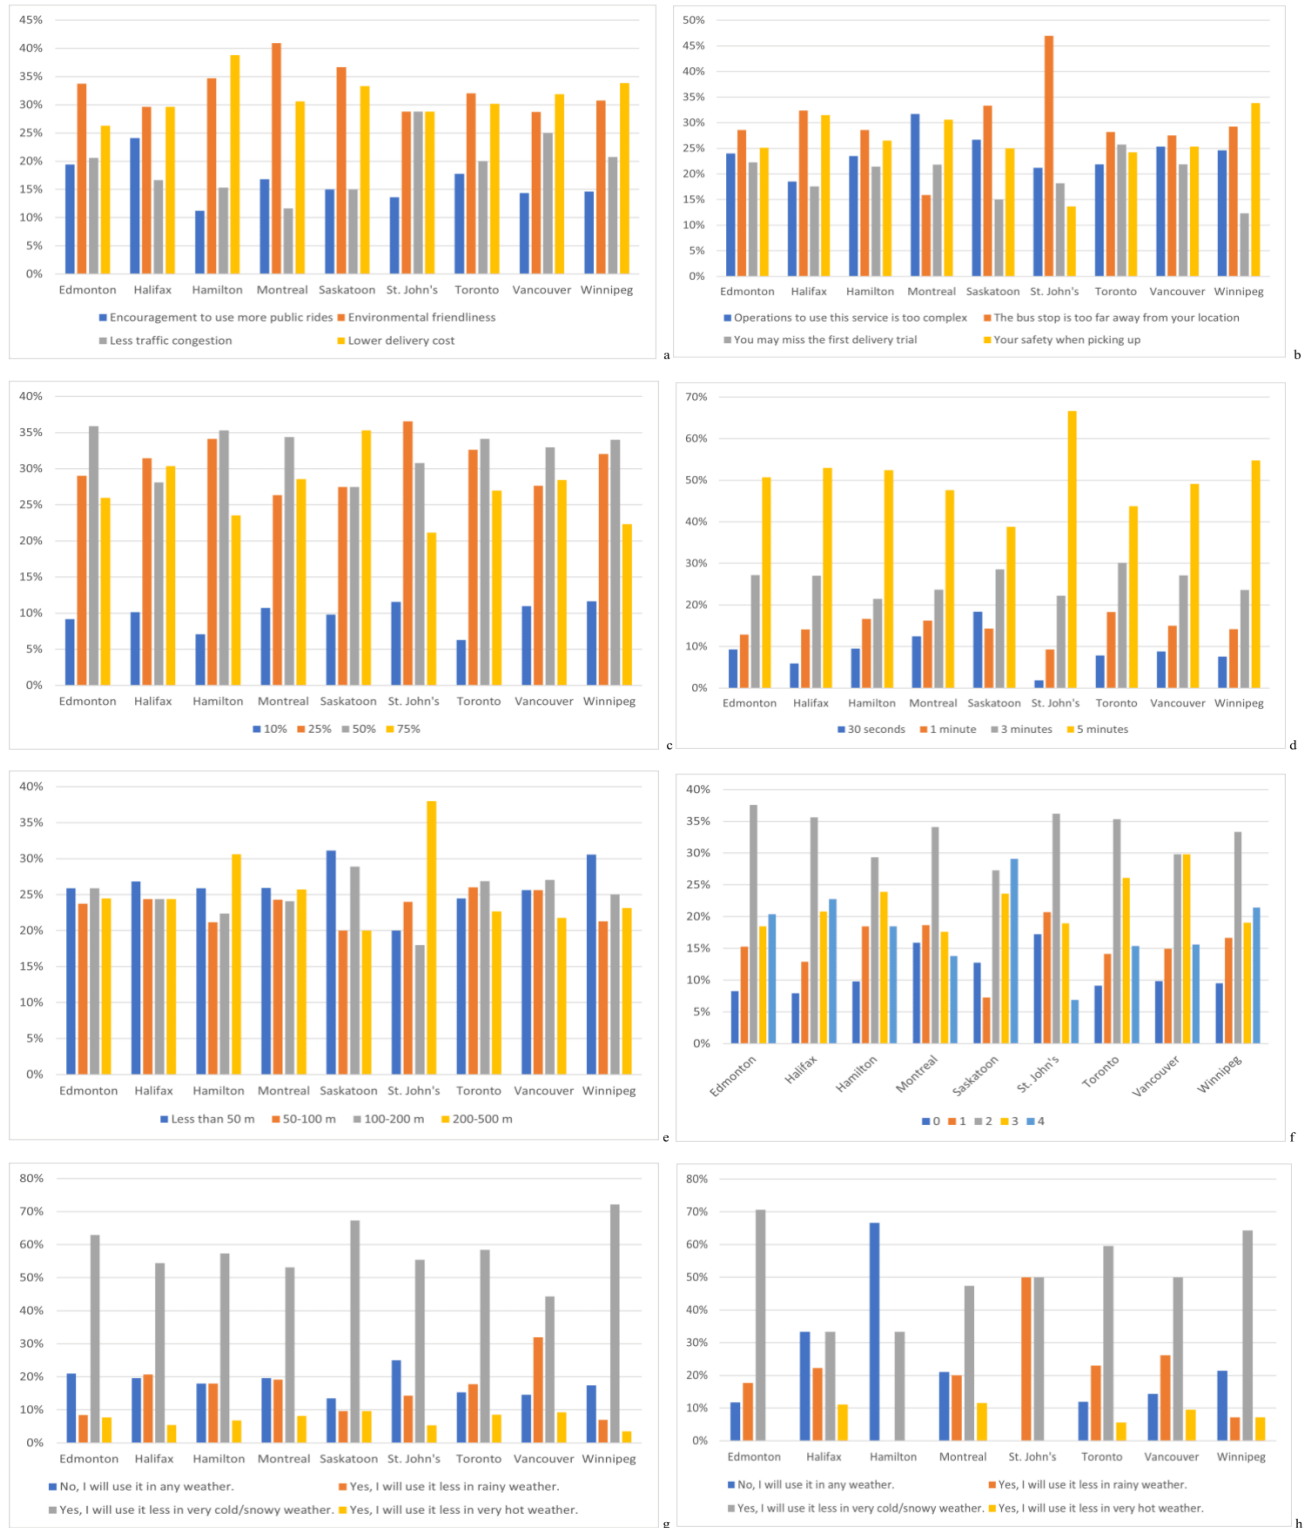 45%
40%
35%
30%
25%
20%
15%
10%
5%
0%
Edmonton Halifax Hamilton Montreal Saskatoon St. John's Toronto Vancouver Winnipeg
Encouragement to use more public rides Environmental friendliness
Less traffic congestion Lower delivery cost
a
50%
45%
40%
35%
30%
25%
20%
15%
10%
5%
0%
Edmonton Halifax Hamilton Montreal Saskatoon St. John's Toronto Vancouver Winnipeg
Operations to use this service is too complex The bus stop is too far away from your location
You may miss the first delivery trial Your safety when picking up
b
40%
35%
30%
25%
20%
15%
10%
5%
0%
Edmonton Halifax Hamilton Montreal Saskatoon St. John's Toronto Vancouver Winnipeg
10% 25% 50% 75%
c
70%
60%
50%
40%
30%
20%
10%
0%
Edmonton Halifax Hamilton Montreal Saskatoon St. John's Toronto Vancouver Winnipeg
30 seconds 1 minute 3 minutes 5 minutes
d
40%
35%
30%
25%
20%
15%
10%
5%
0%
Edmonton Halifax Hamilton Montreal Saskatoon St. John's Toronto Vancouver Winnipeg
Less than 50 m 50-100 m 100-200 m 200-500 m
e
40%
35%
30%
25%
20%
15%
10%
5%
0%
Edmonton Halifax Hamilton Montreal Saskatoon St. John's Toronto Vancouver Winnipeg
0 1 2 3 4
f
80%
70%
60%
50%
40%
30%
20%
10%
0%
Edmonton Halifax Hamilton Montreal Saskatoon St. John's Toronto Vancouver Winnipeg
No, I will use it in any weather. Yes, I will use it less in rainy weather.
Yes, I will use it less in very cold/snowy weather. Yes, I will use it less in very hot weather.
g
80%
70%
60%
50%
40%
30%
20%
10%
0%
Edmonton Halifax Hamilton Montreal St. John's Toronto Vancouver Winnipeg
No, I will use it in any weather. Yes, I will use it less in rainy weather.
Yes, I will use it less in very cold/snowy weather. Yes, I will use it less in very hot weather.
h